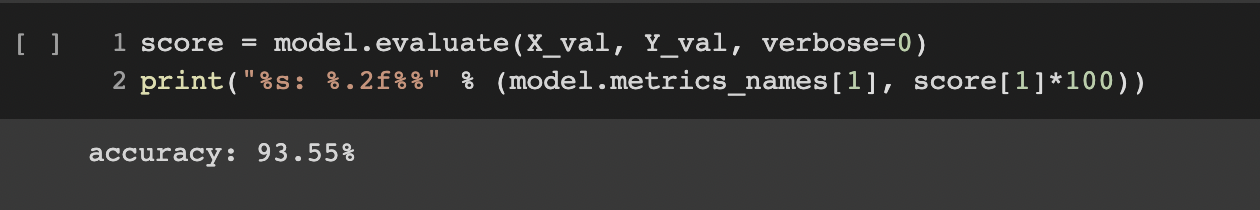 [ ] 1 score = model.evaluate(X_val, Y_val, verbose=0)
2 print("%s: %.2f%%" % (model.metrics_names[1], score[1]*100))
accuracy: 93.55%